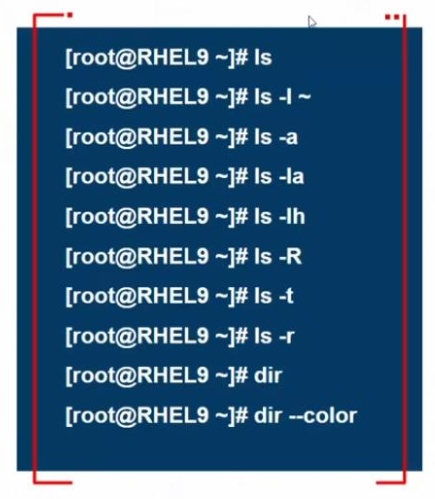 [root@RHEL9 ~]# ls
[root@RHEL9 ~]# ls -l ~
[root@RHEL9 ~]# ls -a
[root@RHEL9 ~]# ls -la
[root@RHEL9 ~]# ls -lh
[root@RHEL9 ~]# ls -R
[root@RHEL9 ~]# ls -t
[root@RHEL9 ~]# ls -r
[root@RHEL9 ~]# dir
[root@RHEL9 ~]# dir --color